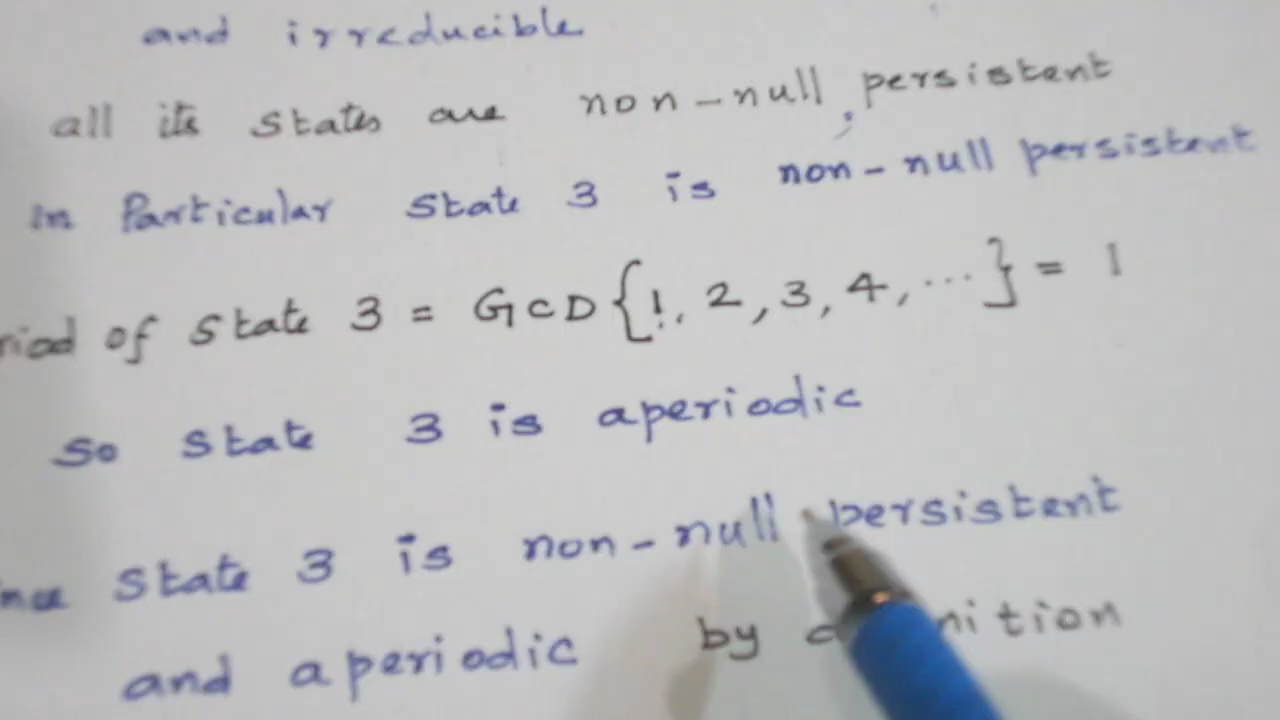 and irreducible
all its states are non-null, persistent
in Particular State 3 is non-null persistent
of state 3 = GCD{1, 2, 3, 4, ...} = 1
So State 3 is aperiodic
State 3 is non-null persistent
and aperiodic by